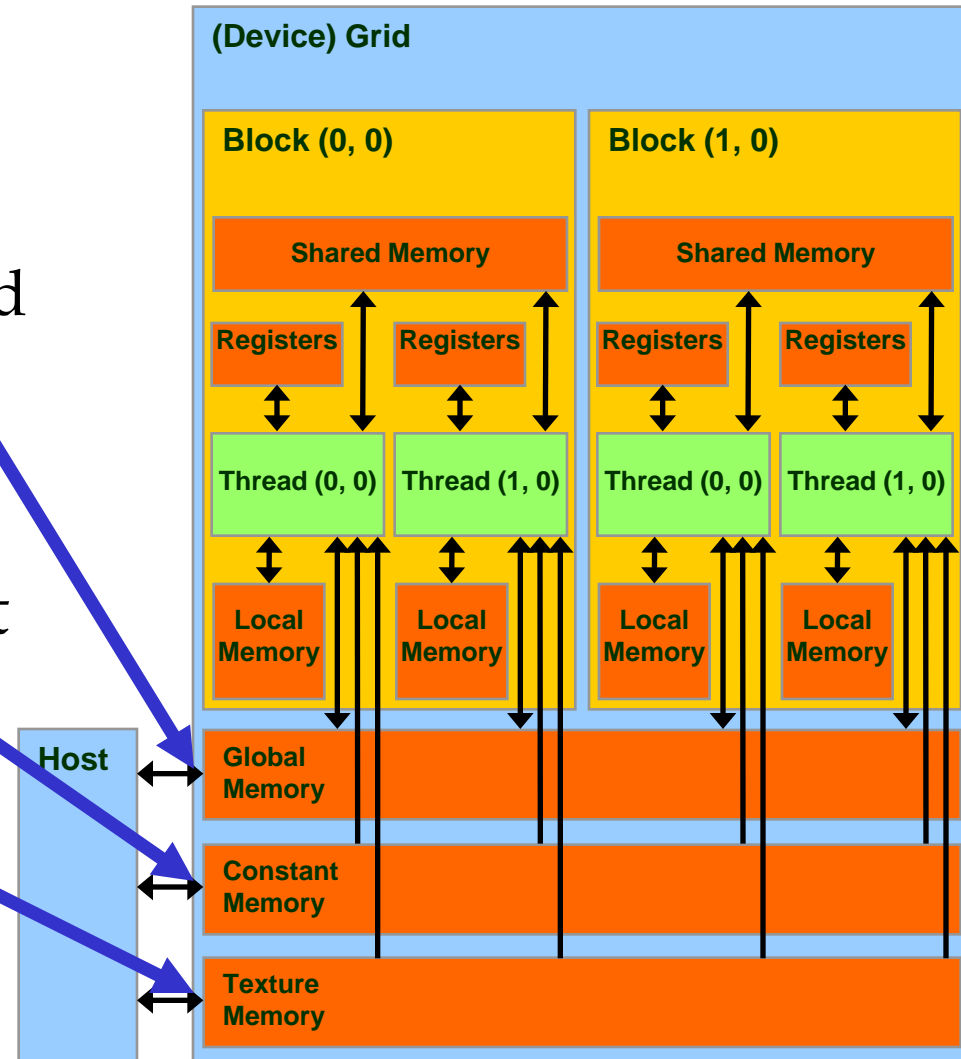 (Device) Grid
Block (0, 0)
Block (1, 0)
Shared Memory
Shared Memory
Registers
Registers
Registers
Registers
Thread (0, 0)
Thread (1, 0)
Thread (0, 0)
Thread (1, 0)
Local
Memory
Local
Memory
Local
Memory
Local
Memory
Host
Global
Memory
Constant
Memory
Texture
Memory